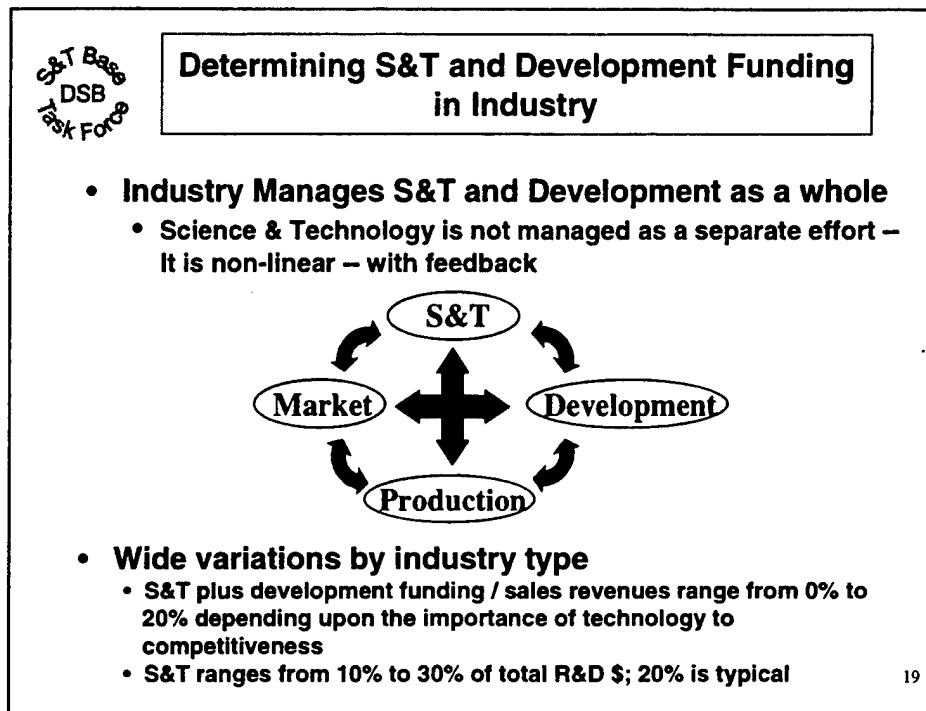 S&T Base
DSB
Task Force
Determining S&T and Development Funding
in Industry
• Industry Manages S&T and Development as a whole
• Science & Technology is not managed as a separate effort –
It is non-linear – with feedback
S&T
Market
Development
Production
• Wide variations by industry type
• S&T plus development funding / sales revenues range from 0% to
20% depending upon the importance of technology to
competitiveness
• S&T ranges from 10% to 30% of total R&D $; 20% is typical
19